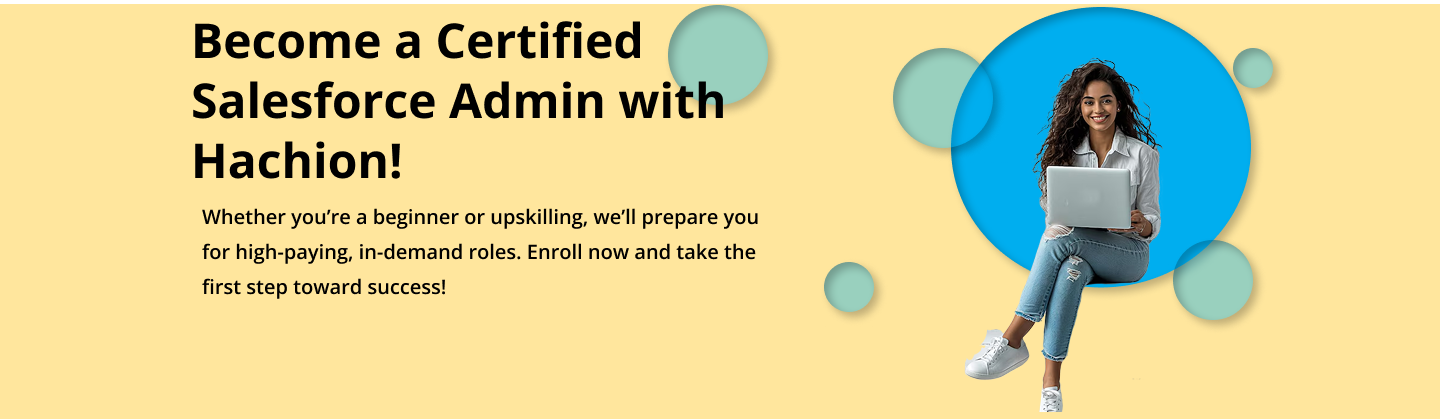 Become a Certified
Salesforce Admin with
Hachion!
Whether you’re a beginner or upskilling, we’ll prepare you
for high-paying, in-demand roles. Enroll now and take the
first step toward success!